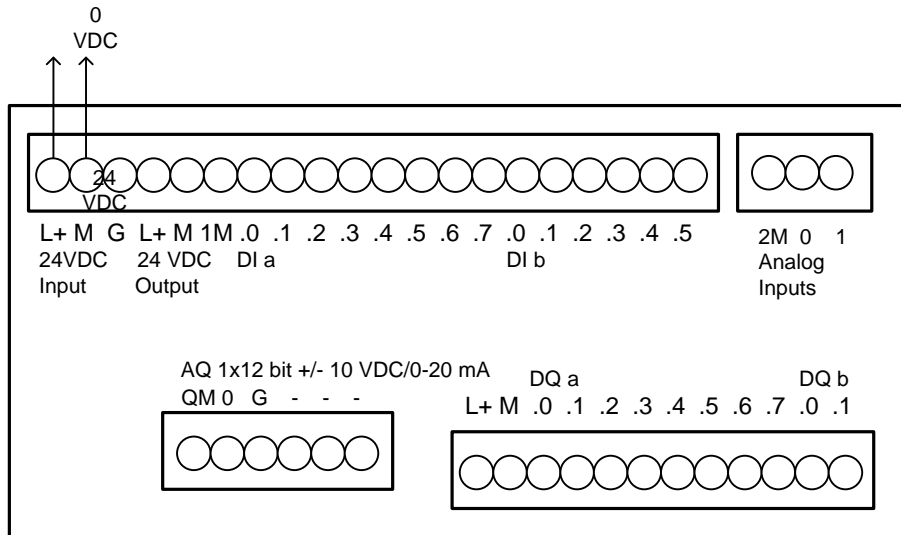 0
VDC
24
VDC
L+ M G L+ M 1M .0 .1 .2 .3 .4 .5 .6 .7 .0 .1 .2 .3 .4 .5
24VDC 24 VDC DI a DI b
Input Output
2M 0 1
Analog
Inputs
AQ 1x12 bit +/- 10 VDC/0-20 mA
QM 0 G - - -
DQ a DQ b
L+ M .0 .1 .2 .3 .4 .5 .6 .7 .0 .1